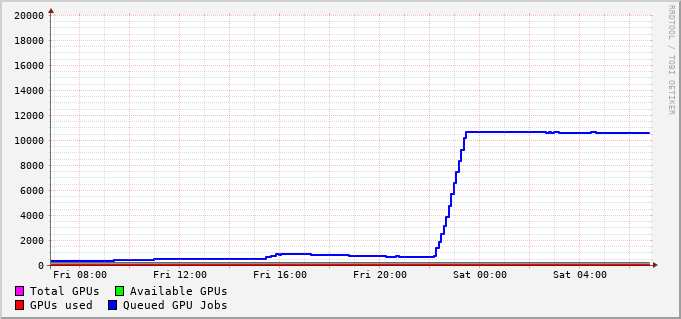 20000
18000
16000
14000
12000
10000
8000
6000
4000
2000
0
Fri 08:00 Fri 12:00 Fri 16:00 Fri 20:00 Sat 00:00 Sat 04:00
Total GPUs Available GPUs
GPUs used Queued GPU Jobs
RRDTOOL / TOBI OETIKER